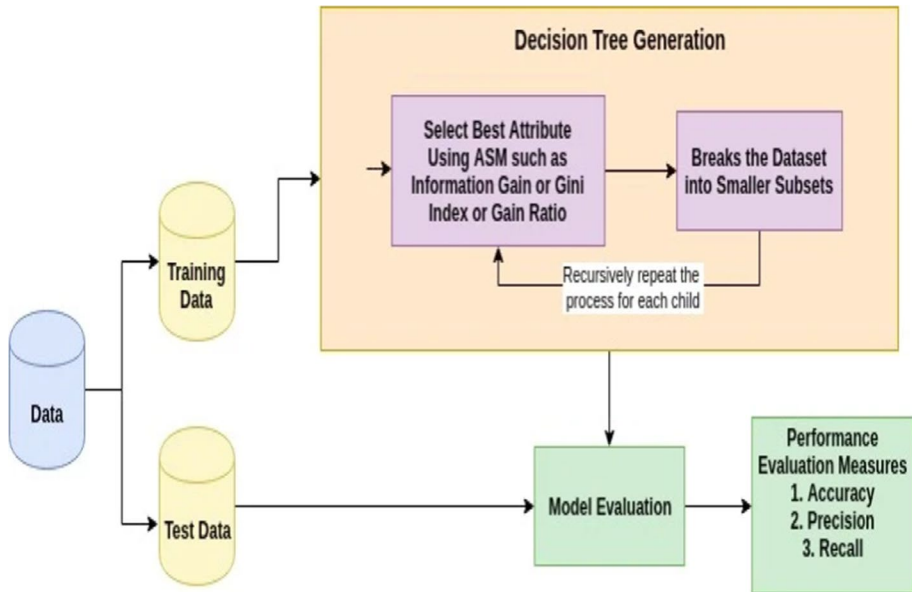 Decision Tree Generation
Select Best Attribute
Using ASM such as
Information Gain or Gini
Index or Gain Ratio
Breaks the Dataset
into Smaller Subsets
Recursively repeat the
process for each child
Training
Data
Data
Test Data
Model Evaluation
Performance
Evaluation Measures
1. Accuracy
2. Precision
3. Recall